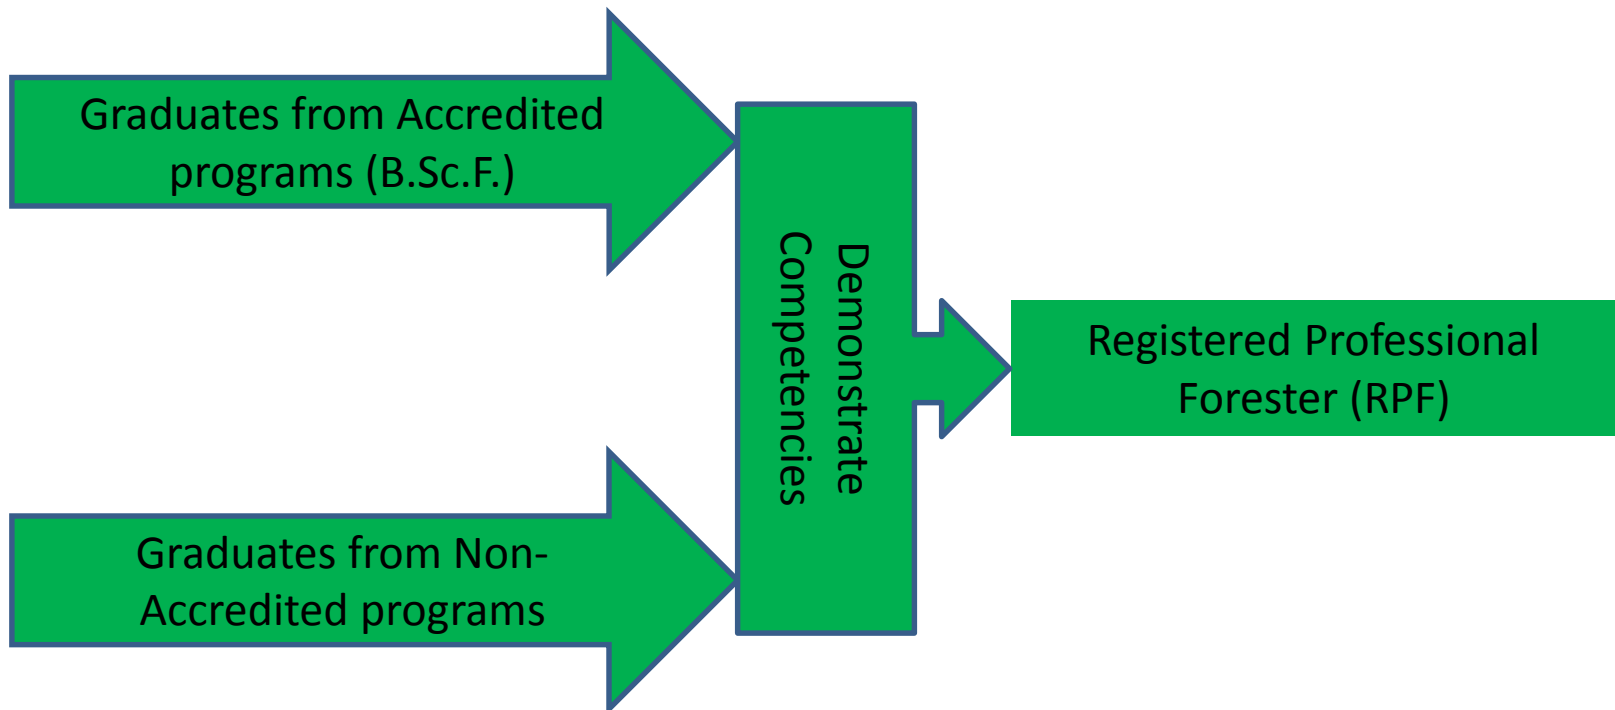 Graduates from Accredited
programs (B.Sc.F.)
Demonstrate
Competencies
Registered Professional
Forester (RPF)
Graduates from Non-
Accredited programs